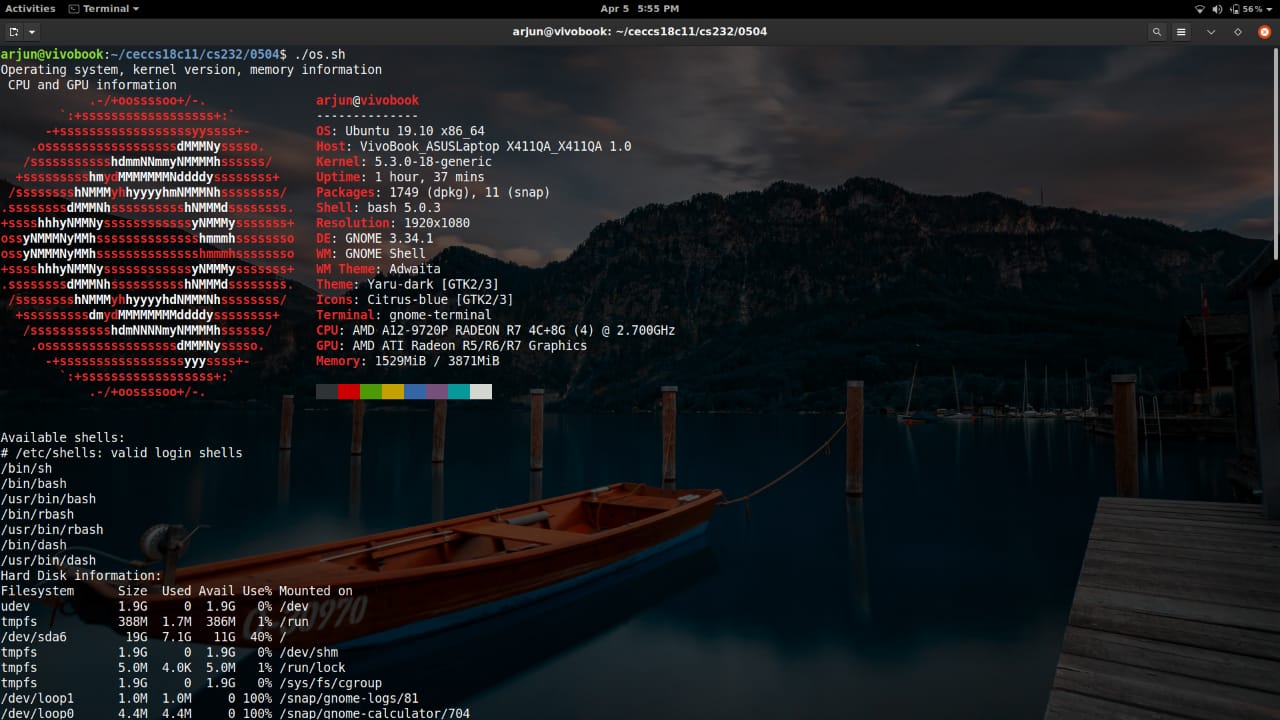 Activities Terminal Apr 5 5:55 PM 56%
arjun@vivobook: ~/ceccs18c11/cs232/0504
arjun@vivobook:~/ceccs18c11/cs232/0504$ ./os.sh
Operating system, kernel version, memory information
 CPU and GPU information
            .-/+oossssoo+/-.               arjun@vivobook
        `:+ssssssssssssssssss+:`           --------------
      -+ssssssssssssssssssyyssss+-         OS: Ubuntu 19.10 x86_64
    .ossssssssssssssssssdMMMNysssso.       Host: VivoBook_ASUSLaptop X411QA_X411QA 1.0
   /ssssssssssshdmmNNmmyNMMMMhssssss/      Kernel: 5.3.0-18-generic
  +ssssssssshmydMMMMMMMNddddyssssssss+     Uptime: 1 hour, 37 mins
 /sssssssshNMMMyhhyyyyhmNMMMNhssssssss/    Packages: 1749 (dpkg), 11 (snap)
.ssssssssdMMMNhsssssssssshNMMMdssssssss.   Shell: bash 5.0.3
+sssshhhyNMMNyssssssssssssyNMMMysssssss+   Resolution: 1920x1080
ossyNMMMNyMMhsssssssssssssshmmmhssssssso   DE: GNOME 3.34.1
ossyNMMMNyMMhsssssssssssssshmmmhssssssso   WM: GNOME Shell
+sssshhhyNMMNyssssssssssssyNMMMysssssss+   WM Theme: Adwaita
.ssssssssdMMMNhsssssssssshNMMMdssssssss.   Theme: Yaru-dark [GTK2/3]
 /sssssssshNMMMyhhyyyyhdNMMMNhssssssss/    Icons: Citrus-blue [GTK2/3]
  +sssssssssdmydMMMMMMMMddddyssssssss+     Terminal: gnome-terminal
   /ssssssssssshdmNNNNmyNMMMMhssssss/      CPU: AMD A12-9720P RADEON R7 4C+8G (4) @ 2.700GHz
    .ossssssssssssssssssdMMMNysssso.       GPU: AMD ATI Radeon R5/R6/R7 Graphics
      -+sssssssssssssssssyyyssss+-         Memory: 1529MiB / 3871MiB
        `:+ssssssssssssssssss+:`
            .-/+oossssoo+/-.
Available shells:
# /etc/shells: valid login shells
/bin/sh
/bin/bash
/usr/bin/bash
/bin/rbash
/usr/bin/rbash
/bin/dash
/usr/bin/dash
Hard Disk information:
Filesystem      Size  Used Avail Use% Mounted on
udev            1.9G     0  1.9G   0% /dev
tmpfs           388M  1.7M  386M   1% /run
/dev/sda6        19G  7.1G   11G  40% /
tmpfs           1.9G     0  1.9G   0% /dev/shm
tmpfs           5.0M  4.0K  5.0M   1% /run/lock
tmpfs           1.9G     0  1.9G   0% /sys/fs/cgroup
/dev/loop1      1.0M  1.0M     0 100% /snap/gnome-logs/81
/dev/loop0      4.4M  4.4M     0 100% /snap/gnome-calculator/704